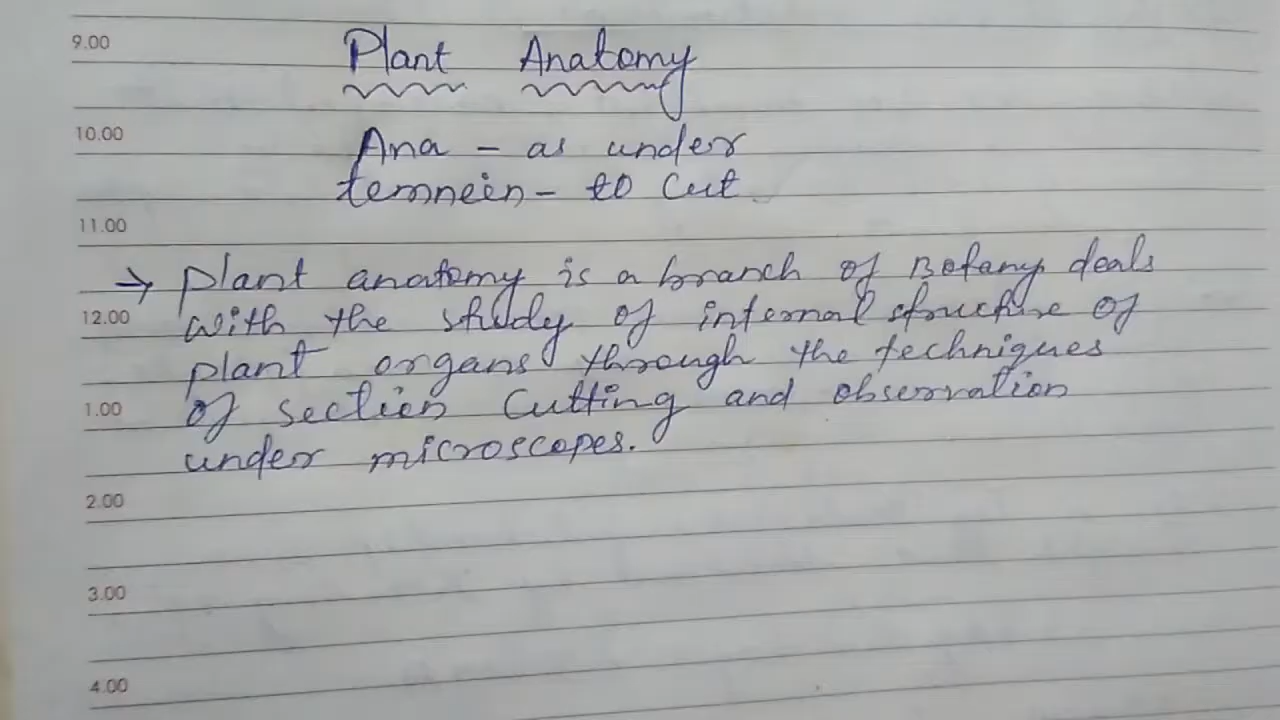 9.00
Plant Anatomy
10.00
Ana - as under
temnein - to cut
11.00
→ Plant anatomy is a branch of Botany deals
12.00
with the study of internal structure of
plant organs through the techniques
1.00
of section cutting and observation
under microscopes.
2.00
3.00
4.00